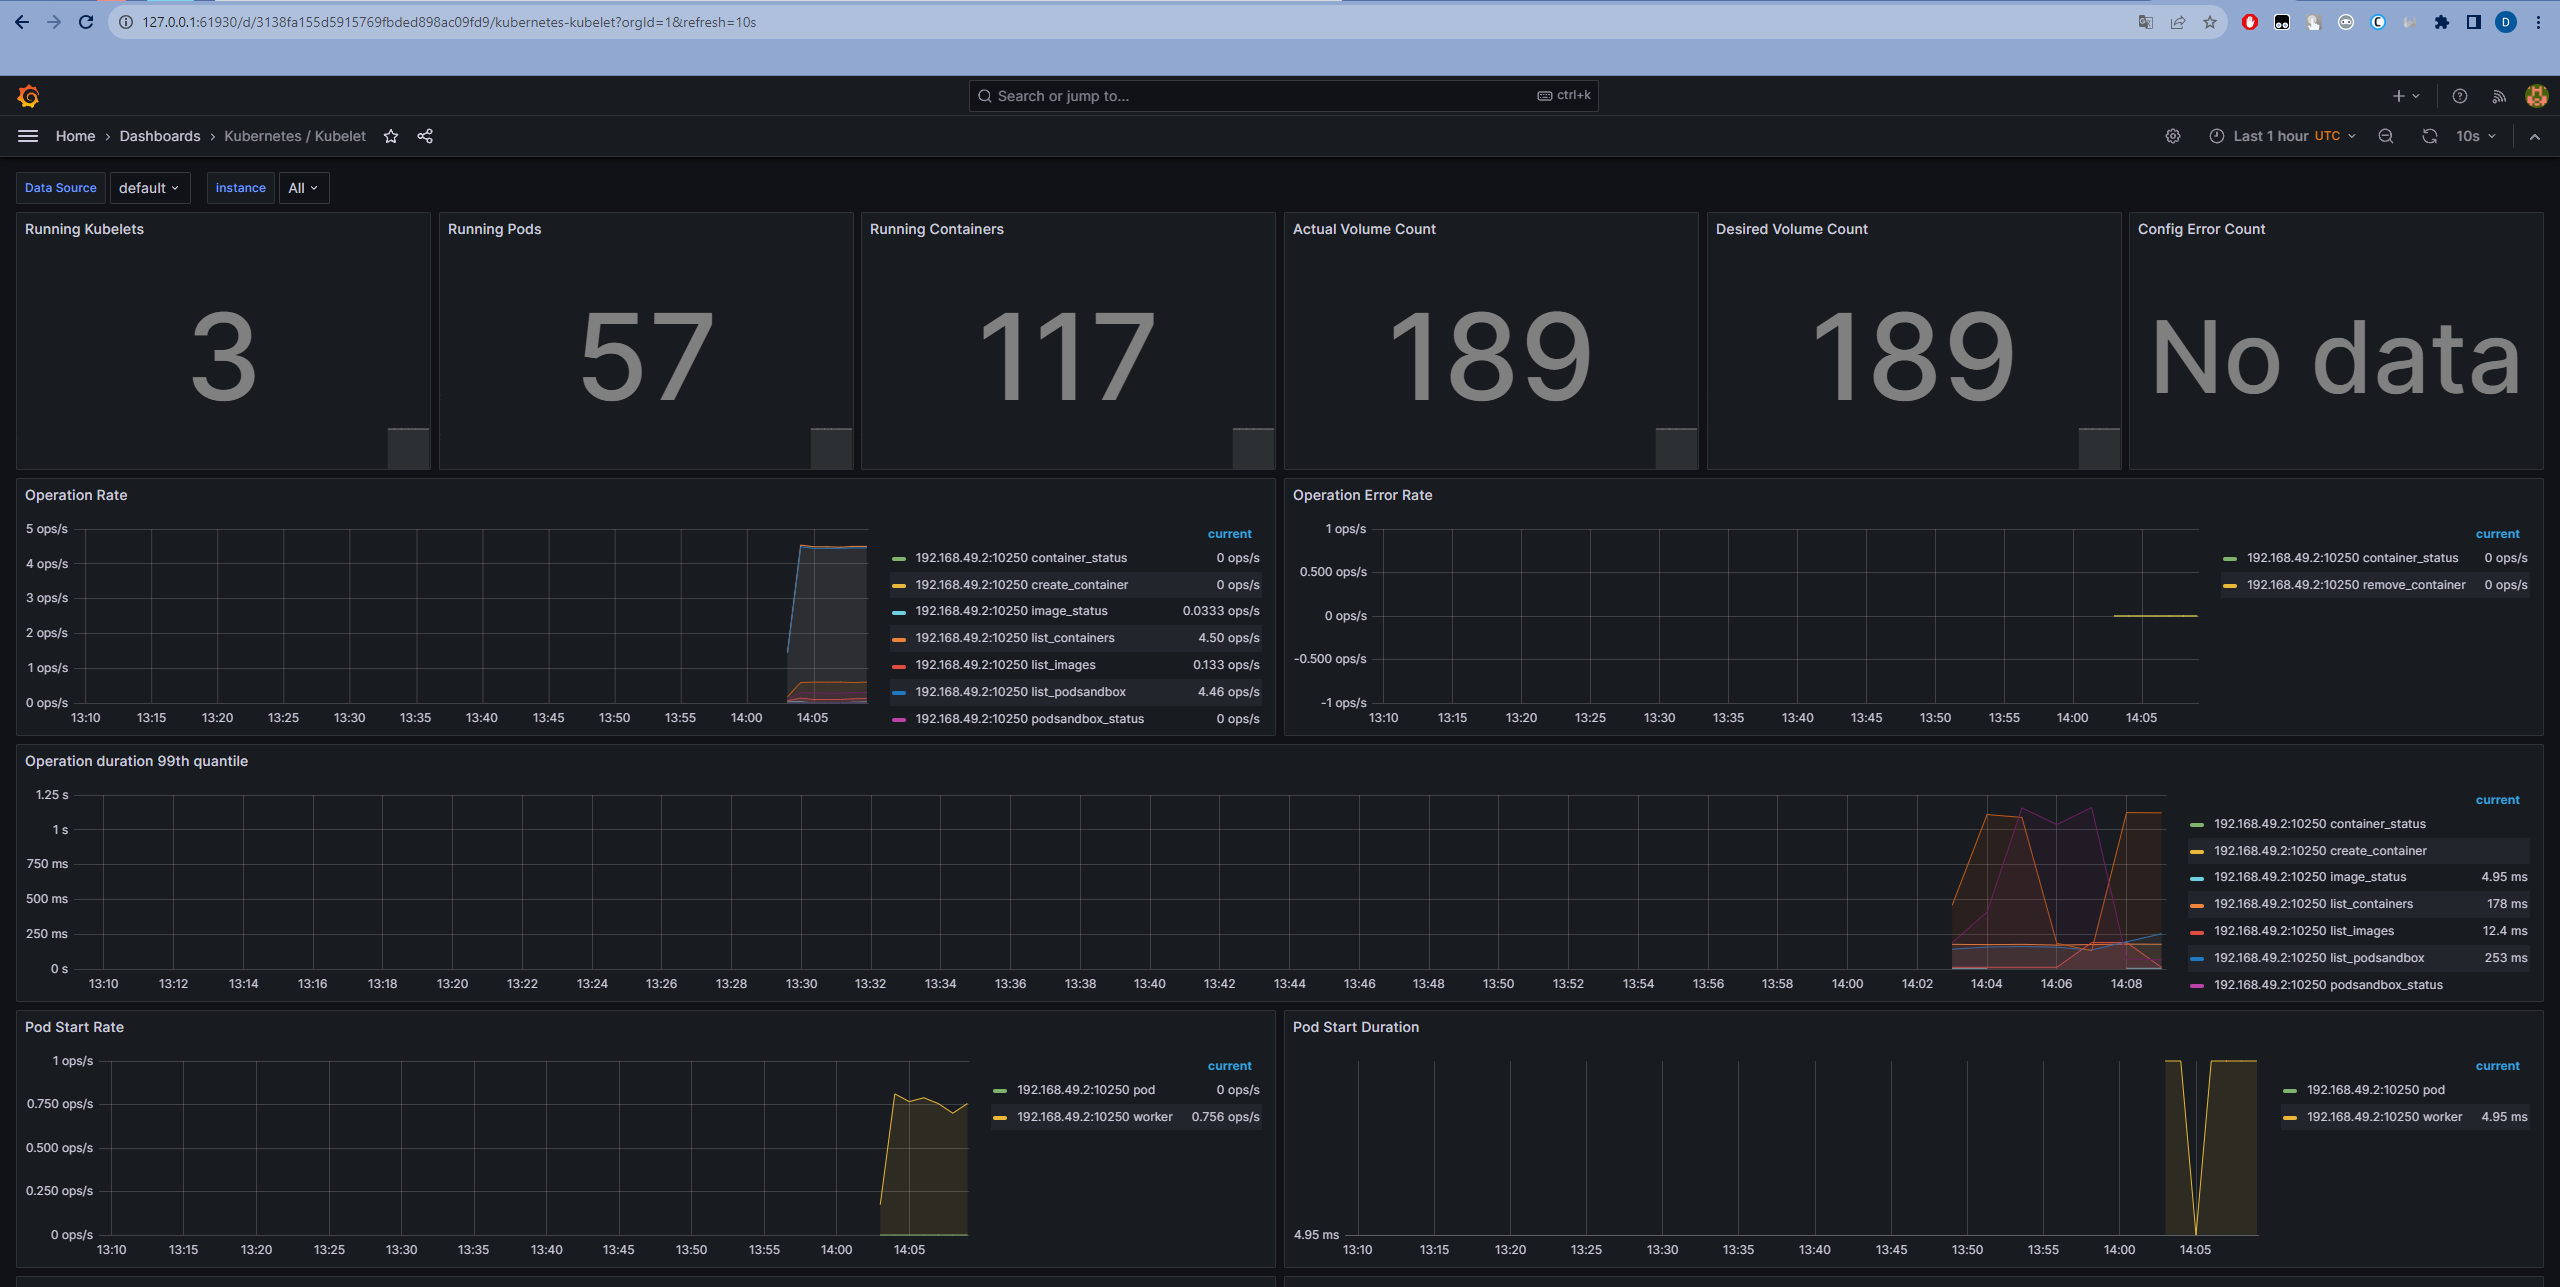 127.0.0.1:61930/d/3138fa155d5915769fbded898ac09fd9/kubernetes-kubelet?orgId=1&refresh=10s
D
Search or jump to...
ctrl+k
Home › Dashboards › Kubernetes / Kubelet
Last 1 hour UTC
10s
Data Source default
instance All
Running Kubelets
3
Running Pods
57
Running Containers
117
Actual Volume Count
189
Desired Volume Count
189
Config Error Count
No data
Operation Rate
5 ops/s
4 ops/s
3 ops/s
2 ops/s
1 ops/s
0 ops/s
13:10 13:15 13:20 13:25 13:30 13:35 13:40 13:45 13:50 13:55 14:00 14:05
current
192.168.49.2:10250 container_status 0 ops/s
192.168.49.2:10250 create_container 0 ops/s
192.168.49.2:10250 image_status 0.0333 ops/s
192.168.49.2:10250 list_containers 4.50 ops/s
192.168.49.2:10250 list_images 0.133 ops/s
192.168.49.2:10250 list_podsandbox 4.46 ops/s
192.168.49.2:10250 podsandbox_status 0 ops/s
Operation Error Rate
1 ops/s
0.500 ops/s
0 ops/s
-0.500 ops/s
-1 ops/s
13:10 13:15 13:20 13:25 13:30 13:35 13:40 13:45 13:50 13:55 14:00 14:05
current
192.168.49.2:10250 container_status 0 ops/s
192.168.49.2:10250 remove_container 0 ops/s
Operation duration 99th quantile
1.25 s
1 s
750 ms
500 ms
250 ms
0 s
13:10 13:12 13:14 13:16 13:18 13:20 13:22 13:24 13:26 13:28 13:30 13:32 13:34 13:36 13:38 13:40 13:42 13:44 13:46 13:48 13:50 13:52 13:54 13:56 13:58 14:00 14:02 14:04 14:06 14:08
current
192.168.49.2:10250 container_status
192.168.49.2:10250 create_container
192.168.49.2:10250 image_status 4.95 ms
192.168.49.2:10250 list_containers 178 ms
192.168.49.2:10250 list_images 12.4 ms
192.168.49.2:10250 list_podsandbox 253 ms
192.168.49.2:10250 podsandbox_status
Pod Start Rate
1 ops/s
0.750 ops/s
0.500 ops/s
0.250 ops/s
0 ops/s
13:10 13:15 13:20 13:25 13:30 13:35 13:40 13:45 13:50 13:55 14:00 14:05
current
192.168.49.2:10250 pod 0 ops/s
192.168.49.2:10250 worker 0.756 ops/s
Pod Start Duration
4.95 ms
13:10 13:15 13:20 13:25 13:30 13:35 13:40 13:45 13:50 13:55 14:00 14:05
current
192.168.49.2:10250 pod
192.168.49.2:10250 worker 4.95 ms